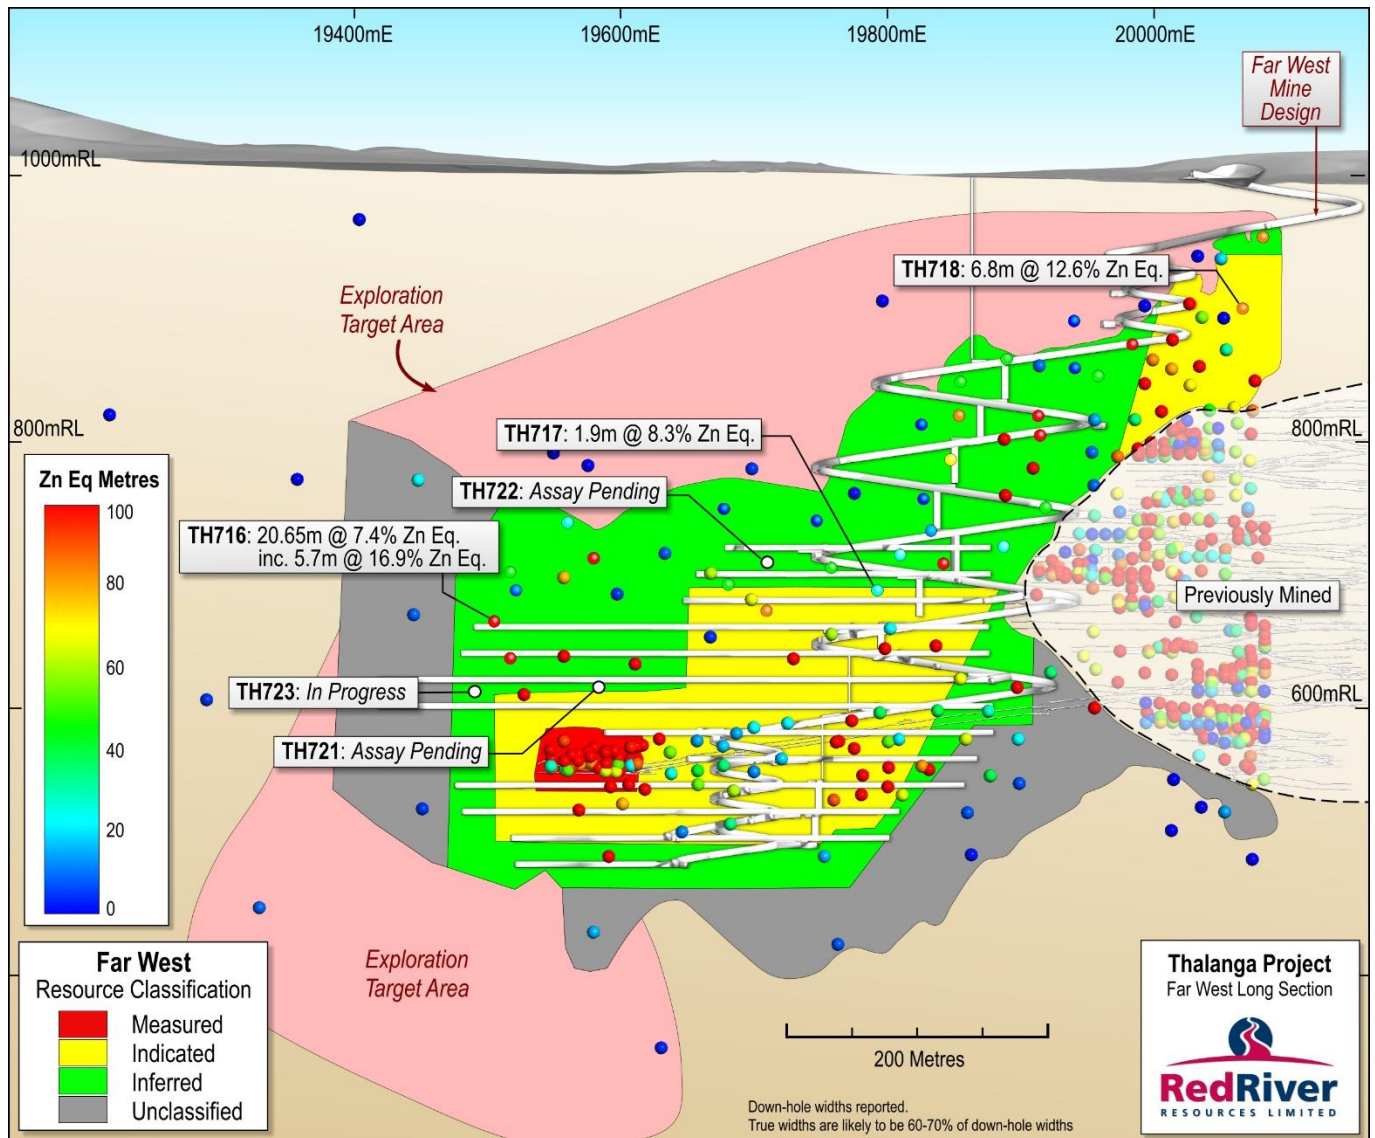 19400mE
19600mE
19800mE
20000mE
Far West
Mine
Design
1000mRL
TH718: 6.8m @ 12.6% Zn Eq.
Exploration
Target Area
800mRL
800mRL
TH717: 1.9m @ 8.3% Zn Eq.
TH722: Assay Pending
TH716: 20.65m @ 7.4% Zn Eq.
inc. 5.7m @ 16.9% Zn Eq.
Zn Eq Metres
100
80
60
40
20
0
Previously Mined
TH723: In Progress
600mRL
TH721: Assay Pending
Far West
Resource Classification
Measured
Indicated
Inferred
Unclassified
Exploration
Target Area
200 Metres
Down-hole widths reported.
True widths are likely to be 60-70% of down-hole widths
Thalanga Project
Far West Long Section
RedRiver
RESOURCES LIMITED